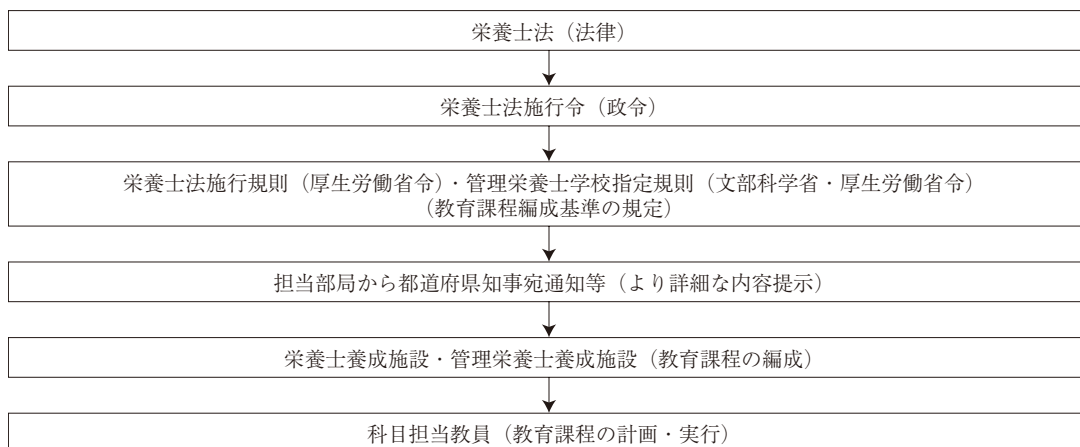 栄養士法（法律）
栄養士法施行令（政令）
栄養士法施行規則（厚生労働省令）・管理栄養士学校指定規則（文部科学省・厚生労働省令）
（教育課程編成基準の規定）
担当部局から都道府県知事宛通知等（より詳細な内容提示）
栄養士養成施設・管理栄養士養成施設（教育課程の編成）
科目担当教員（教育課程の計画・実行）